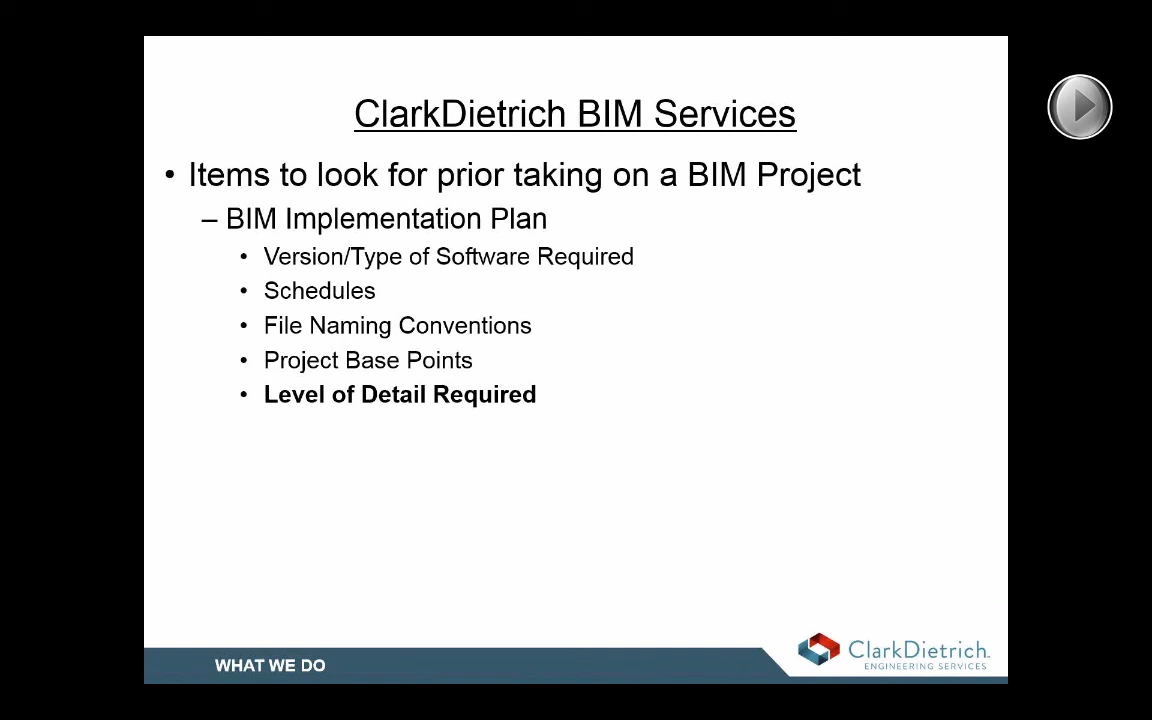 ClarkDietrich BIM Services
• Items to look for prior taking on a BIM Project
– BIM Implementation Plan
• Version/Type of Software Required
• Schedules
• File Naming Conventions
• Project Base Points
• Level of Detail Required
WHAT WE DO
ClarkDietrich
ENGINEERING SERVICES